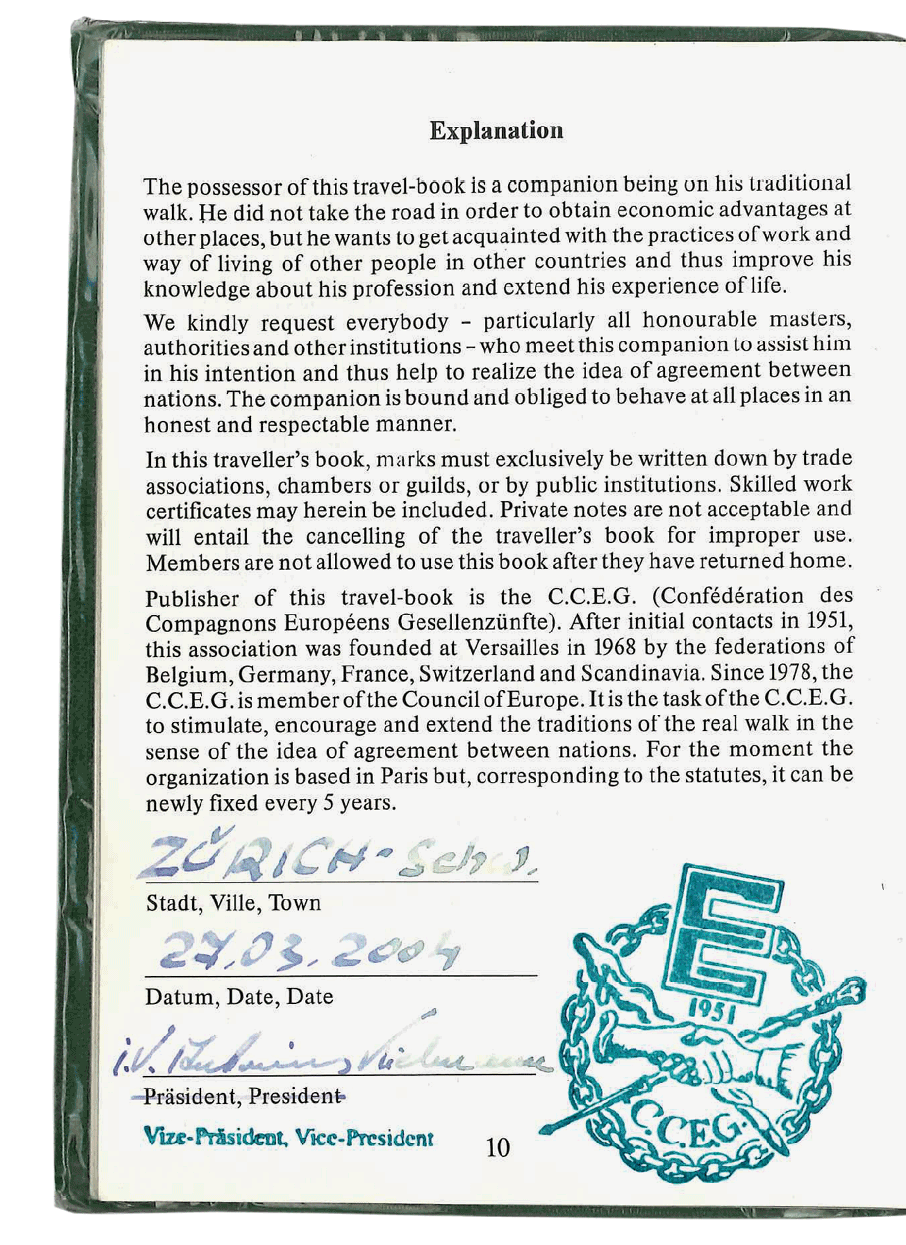 Explanation
The possessor of this travel-book is a companion being on his traditional
walk. He did not take the road in order to obtain economic advantages at
other places, but he wants to get acquainted with the practices of work and
way of living of other people in other countries and thus improve his
knowledge about his profession and extend his experience of life.
We kindly request everybody – particularly all honourable masters,
authorities and other institutions – who meet this companion to assist him
in his intention and thus help to realize the idea of agreement between
nations. The companion is bound and obliged to behave at all places in an
honest and respectable manner.
In this traveller's book, marks must exclusively be written down by trade
associations, chambers or guilds, or by public institutions. Skilled work
certificates may herein be included. Private notes are not acceptable and
will entail the cancelling of the traveller's book for improper use.
Members are not allowed to use this book after they have returned home.
Publisher of this travel-book is the C.C.E.G. (Confédération des
Compagnons Européens Gesellenzünfte). After initial contacts in 1951,
this association was founded at Versailles in 1968 by the federations of
Belgium, Germany, France, Switzerland and Scandinavia. Since 1978, the
C.C.E.G. is member of the Council of Europe. It is the task of the C.C.E.G.
to stimulate, encourage and extend the traditions of the real walk in the
sense of the idea of agreement between nations. For the moment the
organization is based in Paris but, corresponding to the statutes, it can be
newly fixed every 5 years.
ZÜRICH-
Stadt, Ville, Town
27.03.2004
Datum, Date, Date
i.V.
Präsident, President
Vize-Präsident, Vice-President
10
E
1951
C.C.E.G.